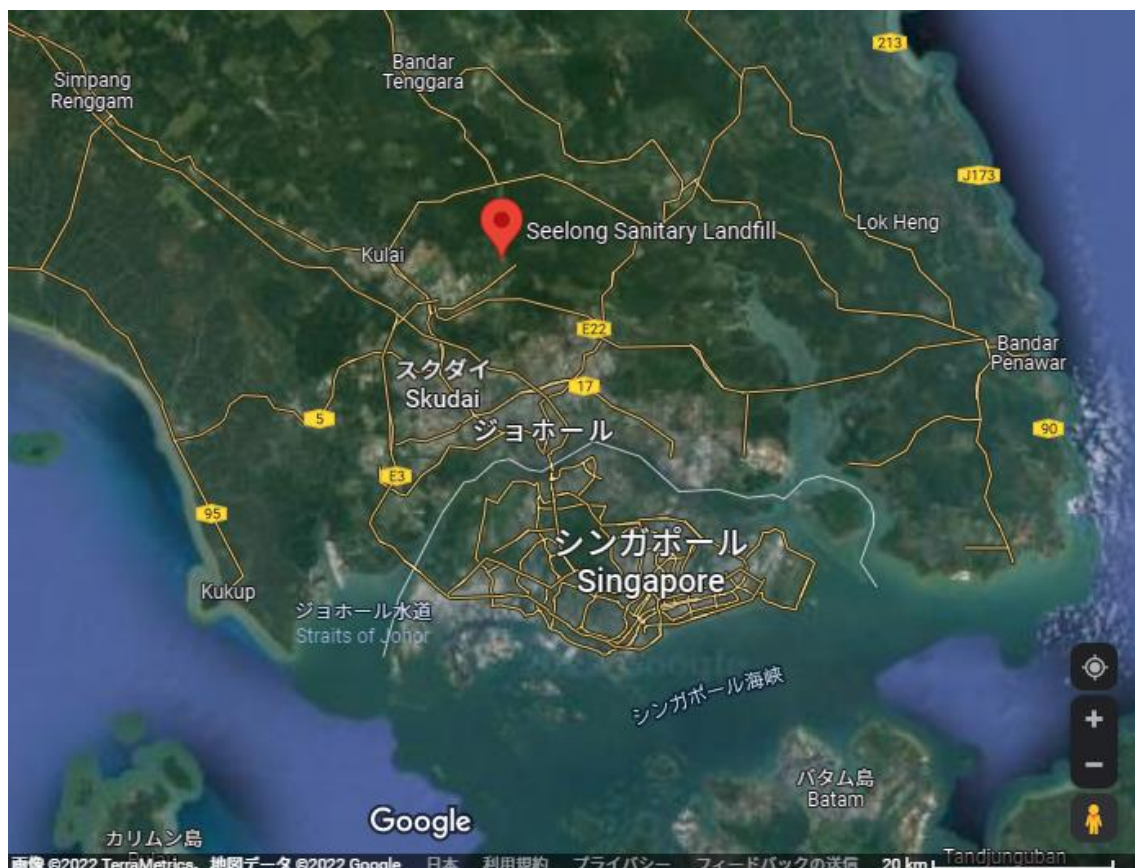 213
Bandar
Tenggara
Simpang
Renggam
J173
Seelong Sanitary Landfill
Lok Heng
Kulai
E22
Bandar
Penawar
スクダイ
Skudai
17
5
ジョホール
90
E3
95
シンガポール
Singapore
Kukup
ジョホール水道
Straits of Johor
シンガポール海峡
バタム島
Batam
Google
カリムン島
画像 ©2022 TerraMetrics、地図データ ©2022 Google 日本 利用規約 プライバシー フィードバックの送信 20 km
Tandjunguban